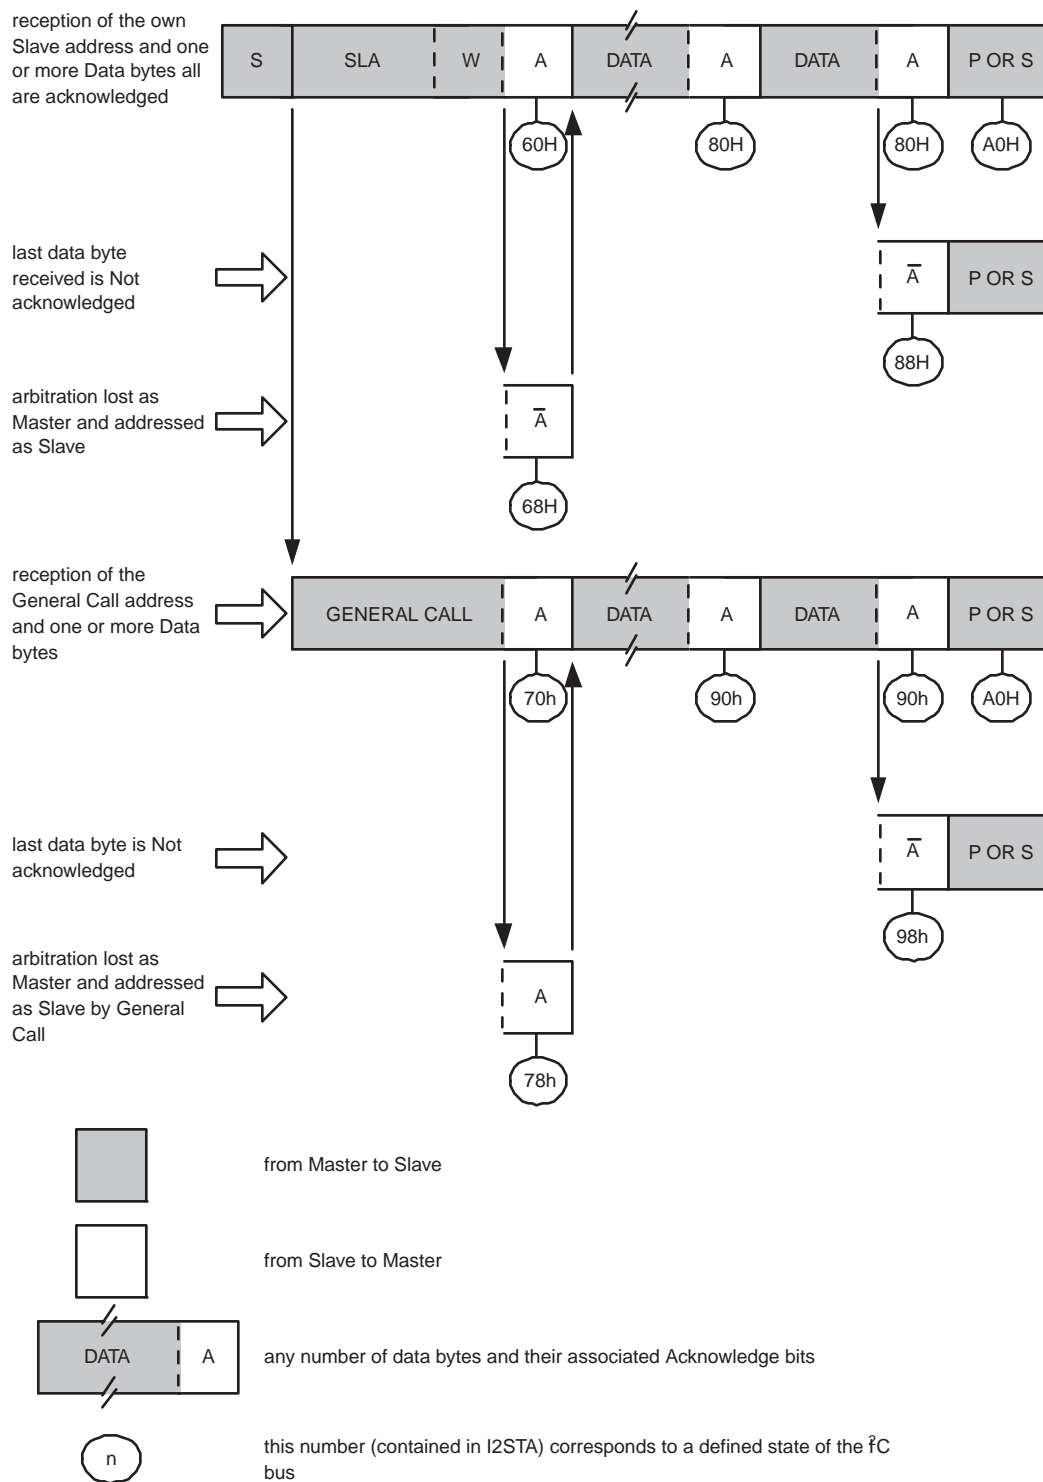 reception of the own
Slave address and one
or more Data bytes all
are acknowledged
S SLA W A DATA A DATA A P OR S
60H 80H 80H A0H
last data byte
received is Not
acknowledged
A̅ P OR S
88H
arbitration lost as
Master and addressed
as Slave
A̅
68H
reception of the
General Call address
and one or more Data
bytes
GENERAL CALL A DATA A DATA A P OR S
70h 90h 90h A0H
last data byte is Not
acknowledged
A̅ P OR S
98h
arbitration lost as
Master and addressed
as Slave by General
Call
A
78h
from Master to Slave
from Slave to Master
DATA A
any number of data bytes and their associated Acknowledge bits
n
this number (contained in I2STA) corresponds to a defined state of the I²C
bus